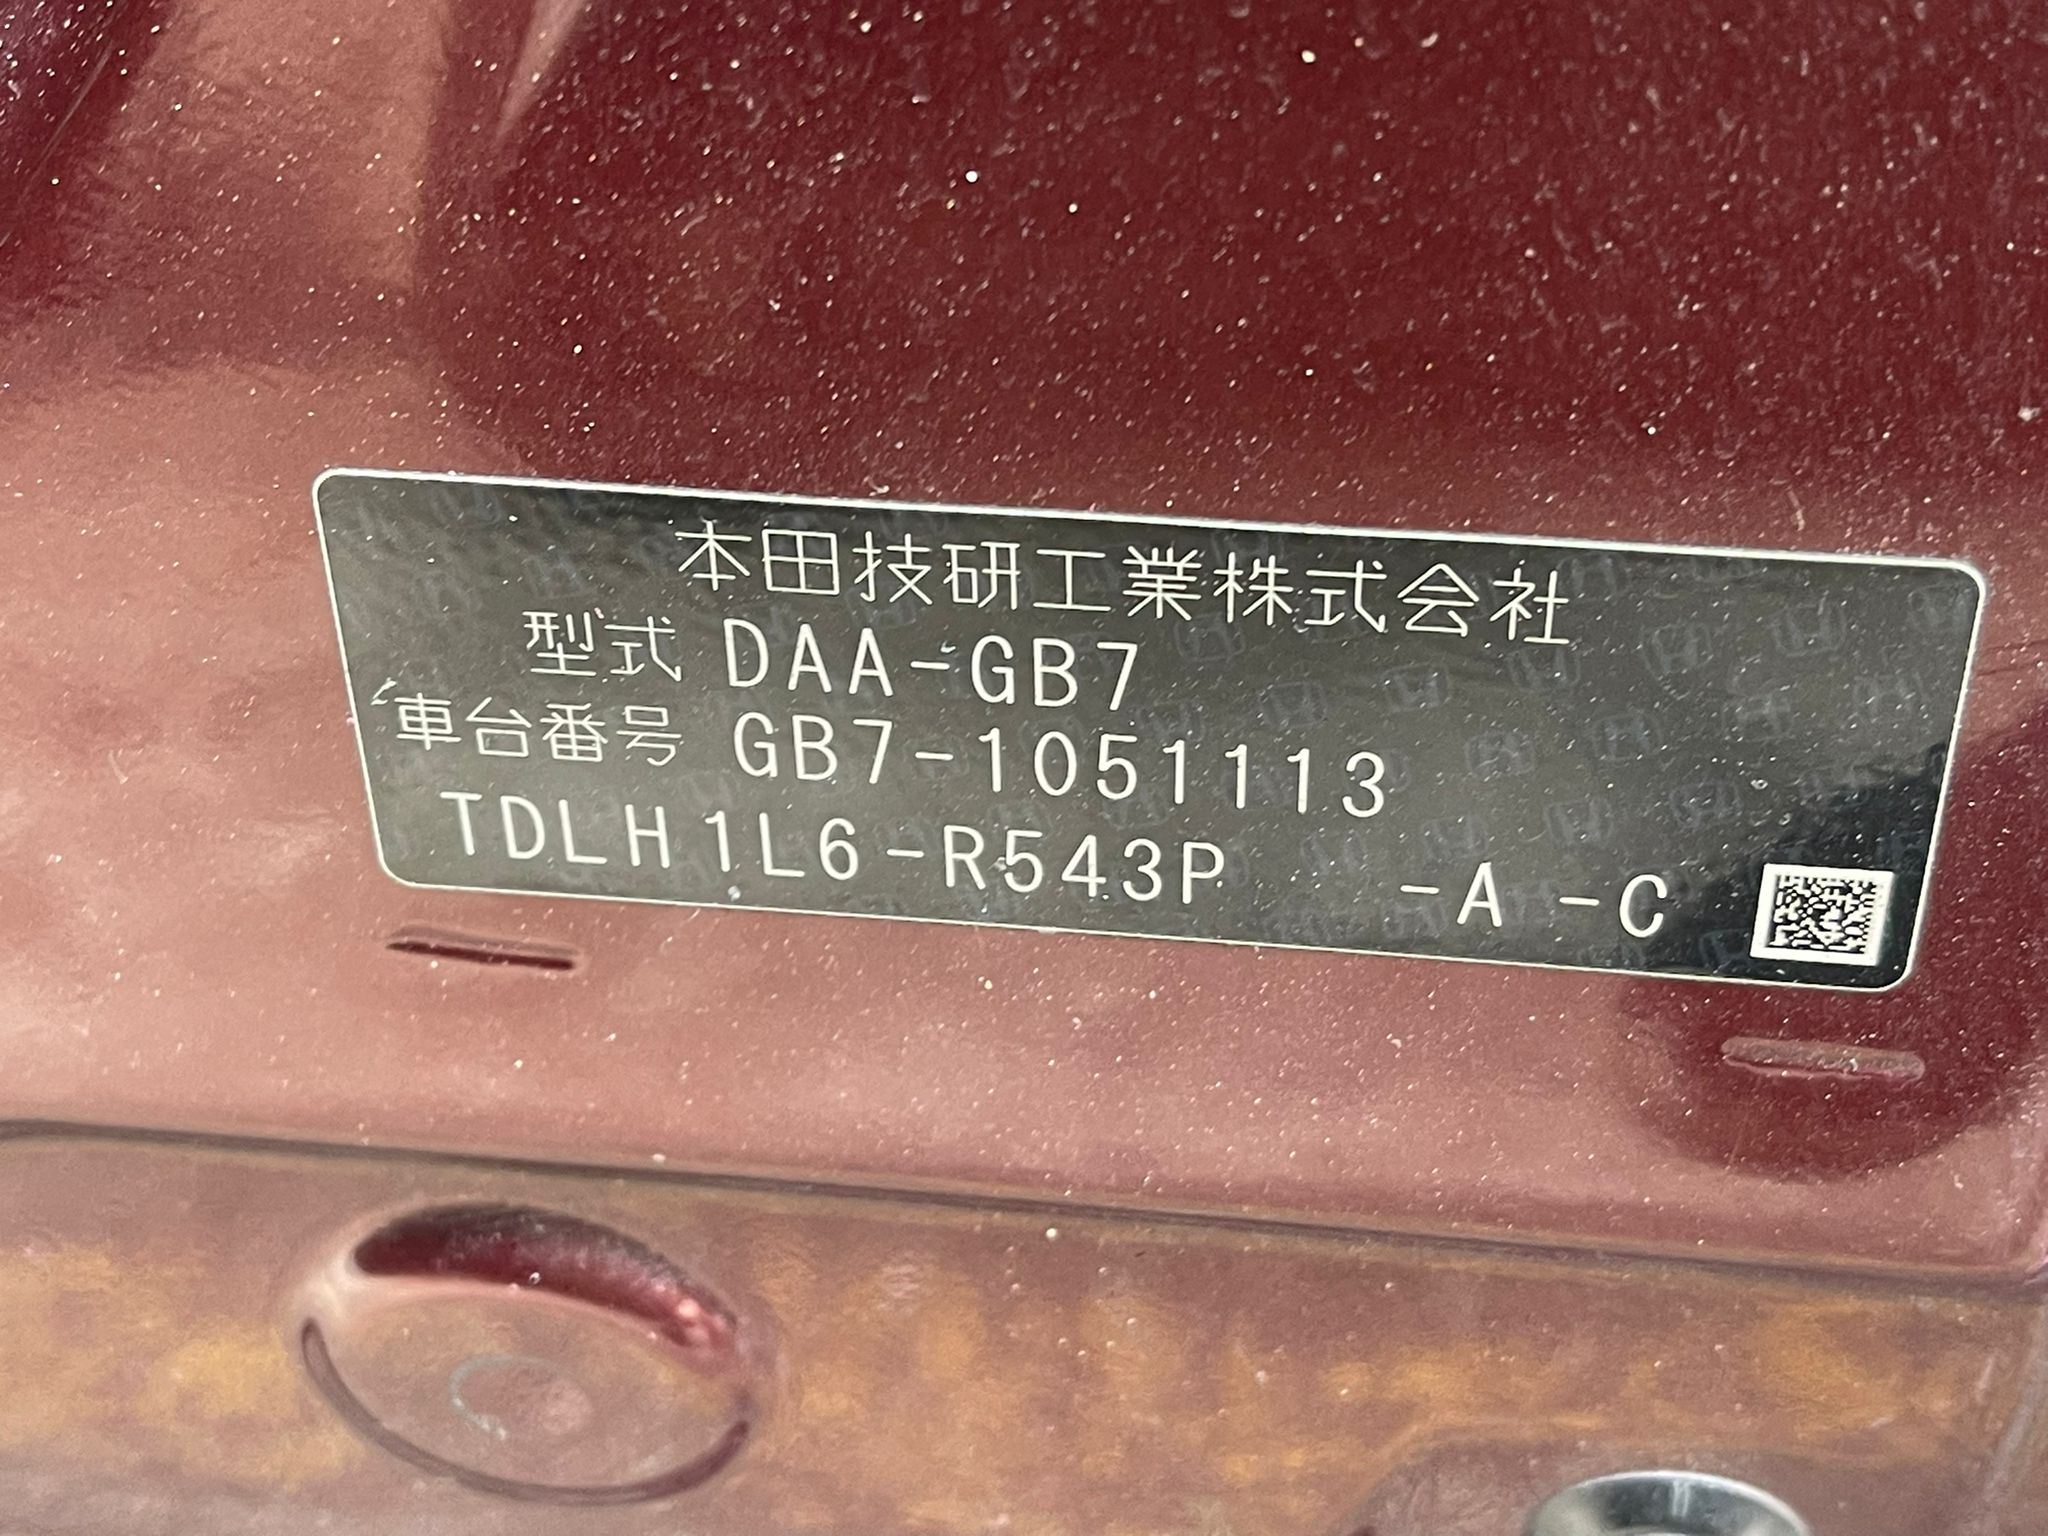 本田技研工業株式会社
型式 DAA-GB7
車台番号 GB7-1051113
TDLH1L6-R543P -A -C